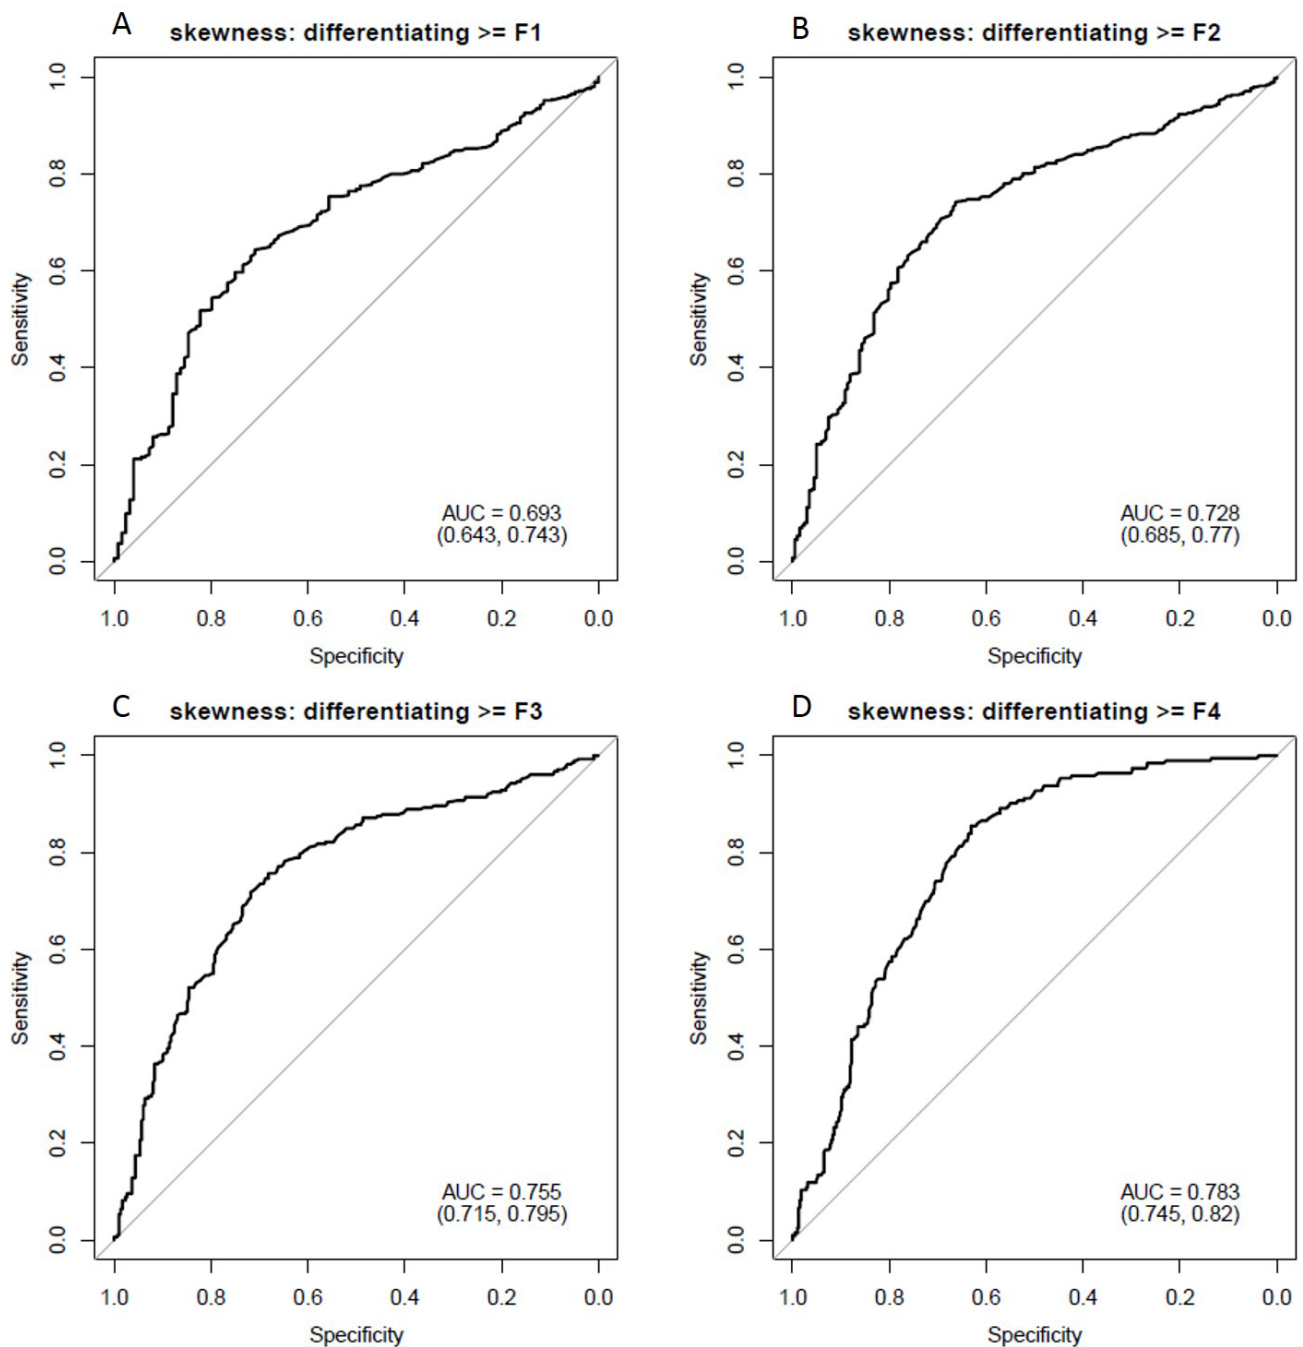 A
skewness: differentiating >= F1
Sensitivity
1.0
0.8
0.6
0.4
0.2
0.0
AUC = 0.693
(0.643, 0.743)
1.0 0.8 0.6 0.4 0.2 0.0
Specificity
B
skewness: differentiating >= F2
Sensitivity
1.0
0.8
0.6
0.4
0.2
0.0
AUC = 0.728
(0.685, 0.77)
1.0 0.8 0.6 0.4 0.2 0.0
Specificity
C
skewness: differentiating >= F3
Sensitivity
1.0
0.8
0.6
0.4
0.2
0.0
AUC = 0.755
(0.715, 0.795)
1.0 0.8 0.6 0.4 0.2 0.0
Specificity
D
skewness: differentiating >= F4
Sensitivity
1.0
0.8
0.6
0.4
0.2
0.0
AUC = 0.783
(0.745, 0.82)
1.0 0.8 0.6 0.4 0.2 0.0
Specificity